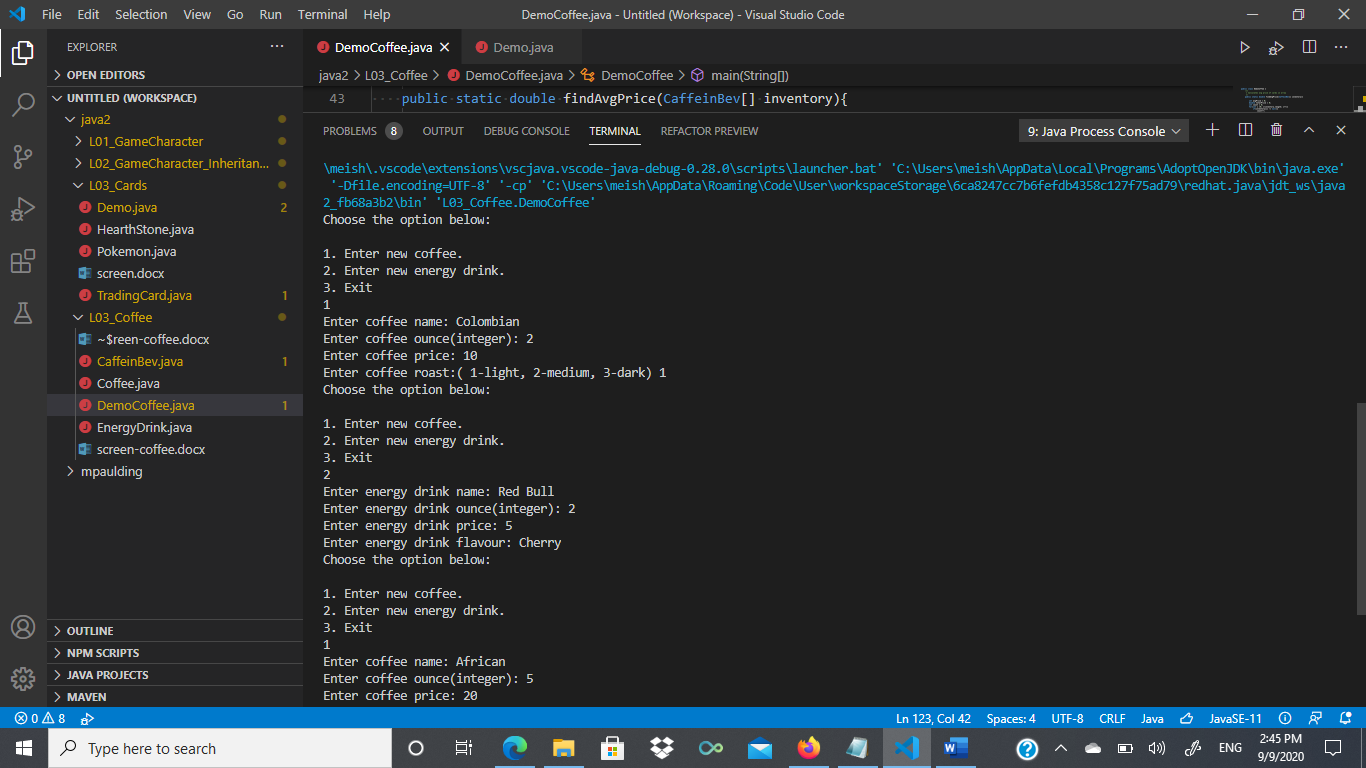 File Edit Selection View Go Run Terminal Help DemoCoffee.java - Untitled (Workspace) - Visual Studio Code
EXPLORER
OPEN EDITORS
UNTITLED (WORKSPACE)
java2
L01_GameCharacter
L02_GameCharacter_Inheritan...
L03_Cards
Demo.java 2
HearthStone.java
Pokemon.java
screen.docx
TradingCard.java 1
L03_Coffee
~$reen-coffee.docx
CaffeinBev.java 1
Coffee.java
DemoCoffee.java 1
EnergyDrink.java
screen-coffee.docx
mpaulding
OUTLINE
NPM SCRIPTS
JAVA PROJECTS
MAVEN
DemoCoffee.java Demo.java
java2 > L03_Coffee > DemoCoffee.java > DemoCoffee > main(String[])
43 public static double findAvgPrice(CaffeinBev[] inventory){
PROBLEMS 8 OUTPUT DEBUG CONSOLE TERMINAL REFACTOR PREVIEW 9: Java Process Console
\meish\.vscode\extensions\vscjava.vscode-java-debug-0.28.0\scripts\launcher.bat' 'C:\Users\meish\AppData\Local\Programs\AdoptOpenJDK\bin\java.exe'
'-Dfile.encoding=UTF-8' '-cp' 'C:\Users\meish\AppData\Roaming\Code\User\workspaceStorage\6ca8247cc7b6fefdb4358c127f75ad79\redhat.java\jdt_ws\java
2_fb68a3b2\bin' 'L03_Coffee.DemoCoffee'
Choose the option below:
1. Enter new coffee.
2. Enter new energy drink.
3. Exit
1
Enter coffee name: Colombian
Enter coffee ounce(integer): 2
Enter coffee price: 10
Enter coffee roast:( 1-light, 2-medium, 3-dark) 1
Choose the option below:
1. Enter new coffee.
2. Enter new energy drink.
3. Exit
2
Enter energy drink name: Red Bull
Enter energy drink ounce(integer): 2
Enter energy drink price: 5
Enter energy drink flavour: Cherry
Choose the option below:
1. Enter new coffee.
2. Enter new energy drink.
3. Exit
1
Enter coffee name: African
Enter coffee ounce(integer): 5
Enter coffee price: 20
0 8 Ln 123, Col 42 Spaces: 4 UTF-8 CRLF Java JavaSE-11
Type here to search
ENG
2:45 PM
9/9/2020